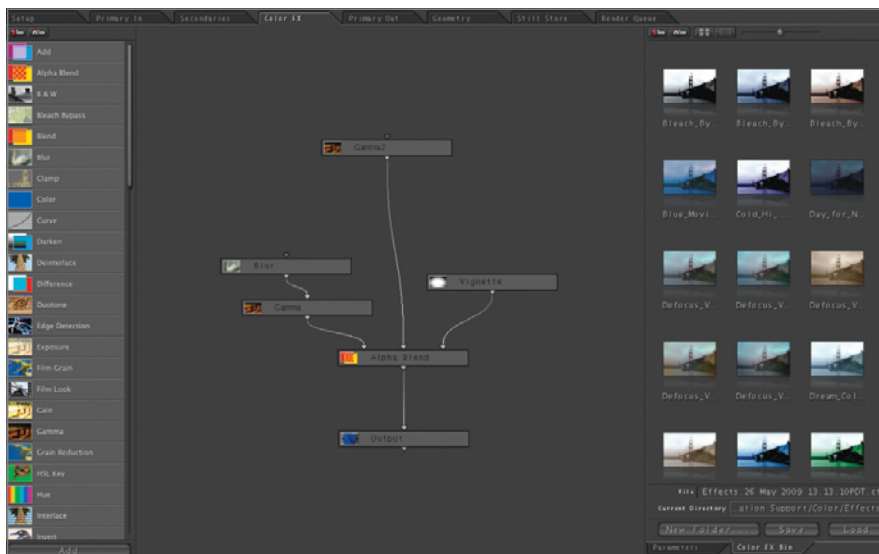 Setup
Primary In
Secondaries
Color FX
Primary Out
Geometry
Still Store
Render Queue
Add
Alpha Blend
B & W
Bleach Bypass
Blend
Blur
Clamp
Color
Curve
Darken
Deinterlace
Difference
Duotone
Edge Detection
Exposure
Film Grain
Film Look
Gain
Gamma
Grain Reduction
HSL Key
Hue
Interlace
Invert
Add
Gamma2
Blur
Vignette
Gamma
Alpha Blend
Output
Bleach_By..
Bleach_By..
Bleach_By..
Blue_Movi..
Cold_Hi_..
Day_for_N..
Defocus_V..
Defocus_V..
Defocus_V..
Defocus_V..
Defocus_V..
Dream_Col..
File Effects.26 May 2009 13.13.10PDT.ct
Current Directory ation Support/Color/Effects
New Folder...
Save
Load
Parameters
Color FX Bin